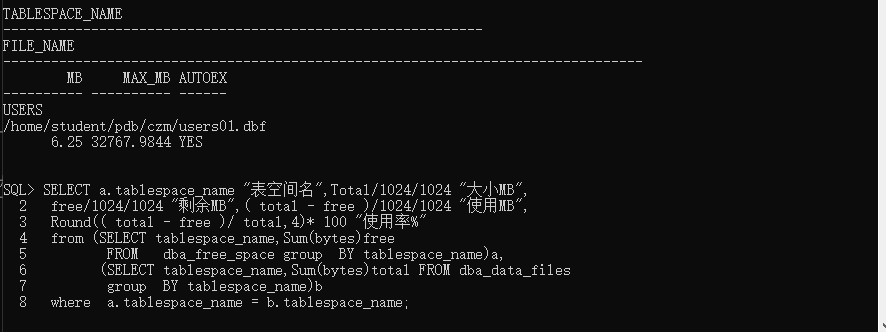 TABLESPACE_NAME
------------------------------------------------------------
FILE_NAME
--------------------------------------------------------------------------------
        MB     MAX_MB AUTOEX
---------- ---------- ------
USERS
/home/student/pdb/czm/users01.dbf
      6.25 32767.9844 YES
SQL> SELECT a.tablespace_name "表空间名",Total/1024/1024 "大小MB",
  2  free/1024/1024 "剩余MB",( total - free )/1024/1024 "使用MB",
  3  Round(( total - free )/ total,4)* 100 "使用率%"
  4  from (SELECT tablespace_name,Sum(bytes)free
  5         FROM   dba_free_space group  BY tablespace_name)a,
  6        (SELECT tablespace_name,Sum(bytes)total FROM dba_data_files
  7         group  BY tablespace_name)b
  8  where  a.tablespace_name = b.tablespace_name;